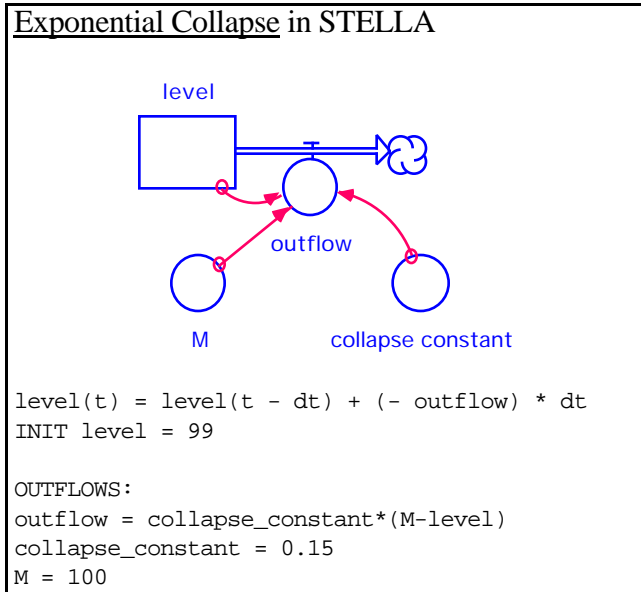 Exponential Collapse in STELLA
level
outflow
M
collapse constant
level(t) = level(t - dt) + (- outflow) * dt
INIT level = 99
OUTFLOWS:
outflow = collapse_constant*(M-level)
collapse_constant = 0.15
M = 100